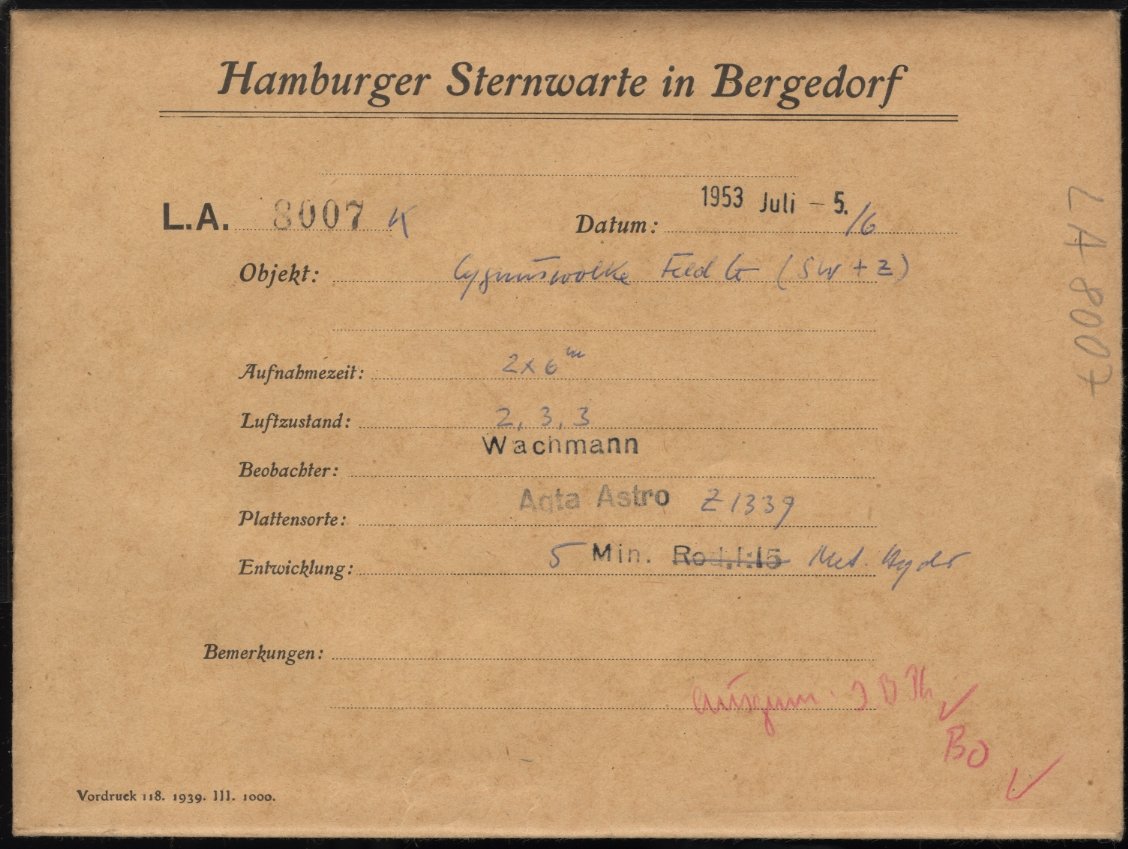 Hamburger Sternwarte in Bergedorf
L.A. 8007 K
Datum: 1953 Juli - 5./6
Objekt: Cygnuswolke Feld (SW + Z)
Aufnahmezeit: 2x6ᵐ
Luftzustand: 2, 3, 3
Beobachter: Wachmann
Plattensorte: Agfa Astro Z 1339
Entwicklung: 5 Min. Rod. 1:15 Met. Hydr
Bemerkungen:
BO
Vordruck 118. 1939. III. 1000.
LA 8007